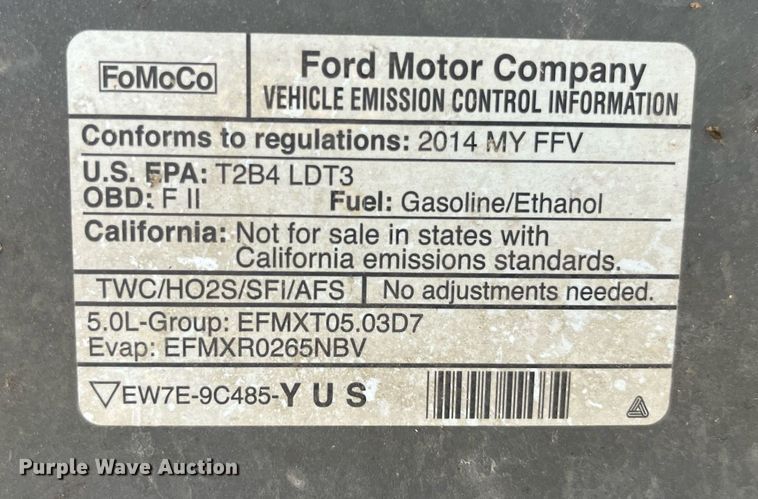 FoMoCo
Ford Motor Company
VEHICLE EMISSION CONTROL INFORMATION
Conforms to regulations: 2014 MY FFV
U.S. EPA: T2B4 LDT3
OBD: F II Fuel: Gasoline/Ethanol
California: Not for sale in states with
California emissions standards.
TWC/HO2S/SFI/AFS No adjustments needed.
5.0L-Group: EFMXT05.03D7
Evap: EFMXR0265NBV
EW7E-9C485-YUS
Purple Wave Auction